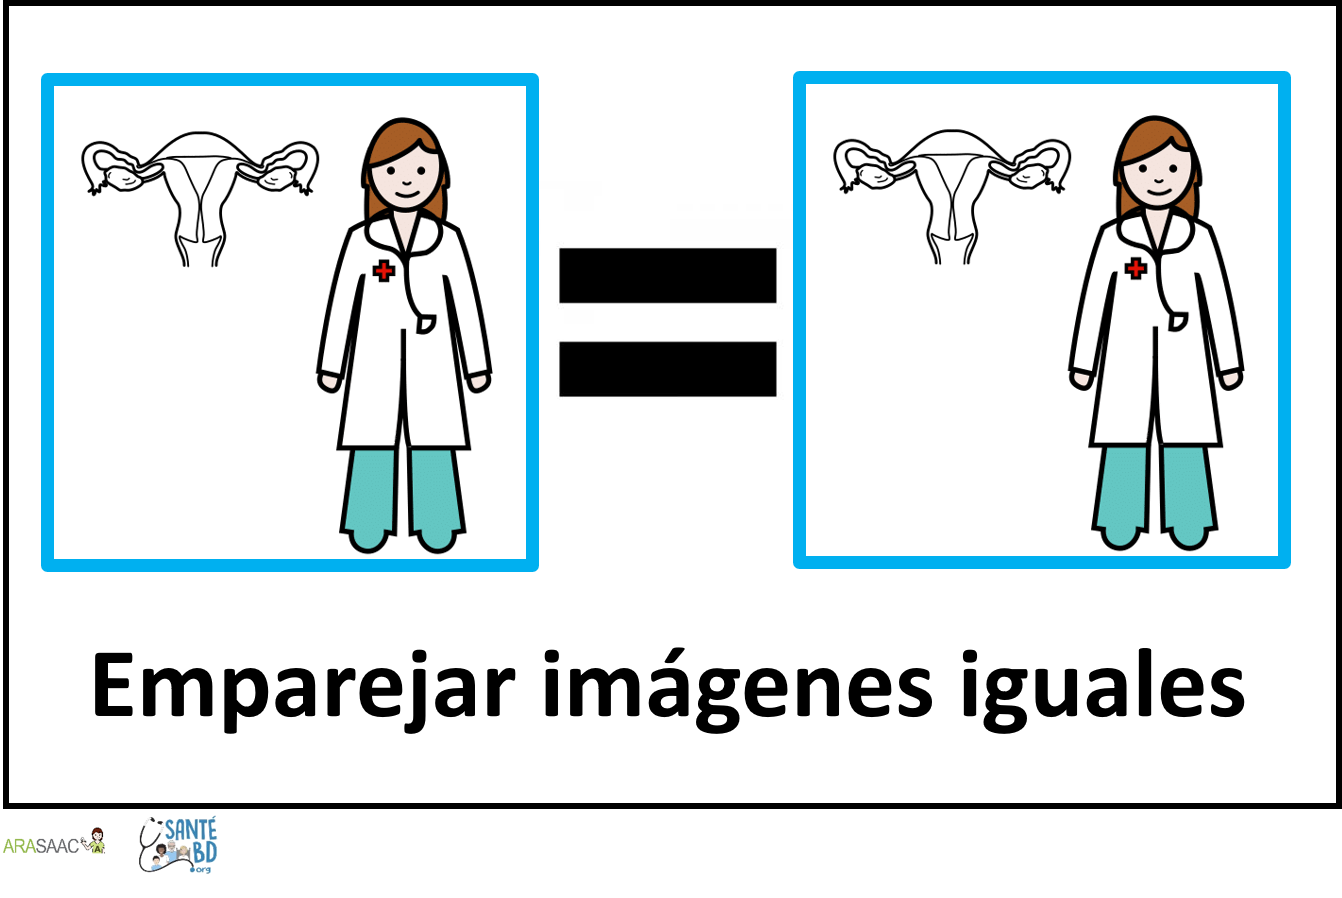 Emparejar imágenes iguales
ARASAAC
SANTÉ
BD
.org